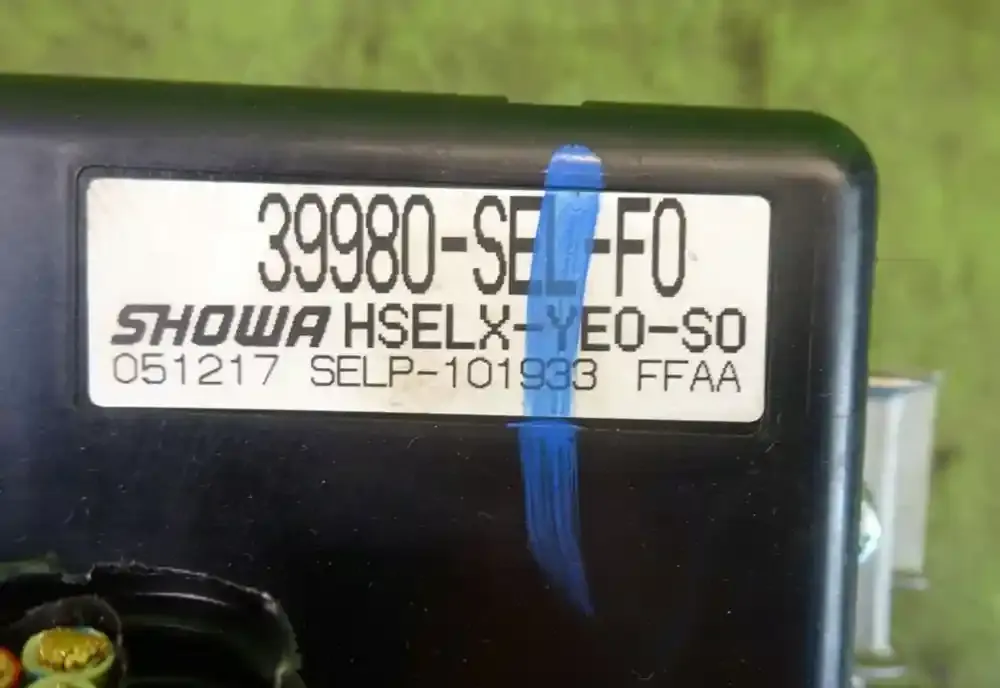 39980-SEL-F0
SHOWA HSELX-YE0-S0
051217 SELP-101933 FFAA